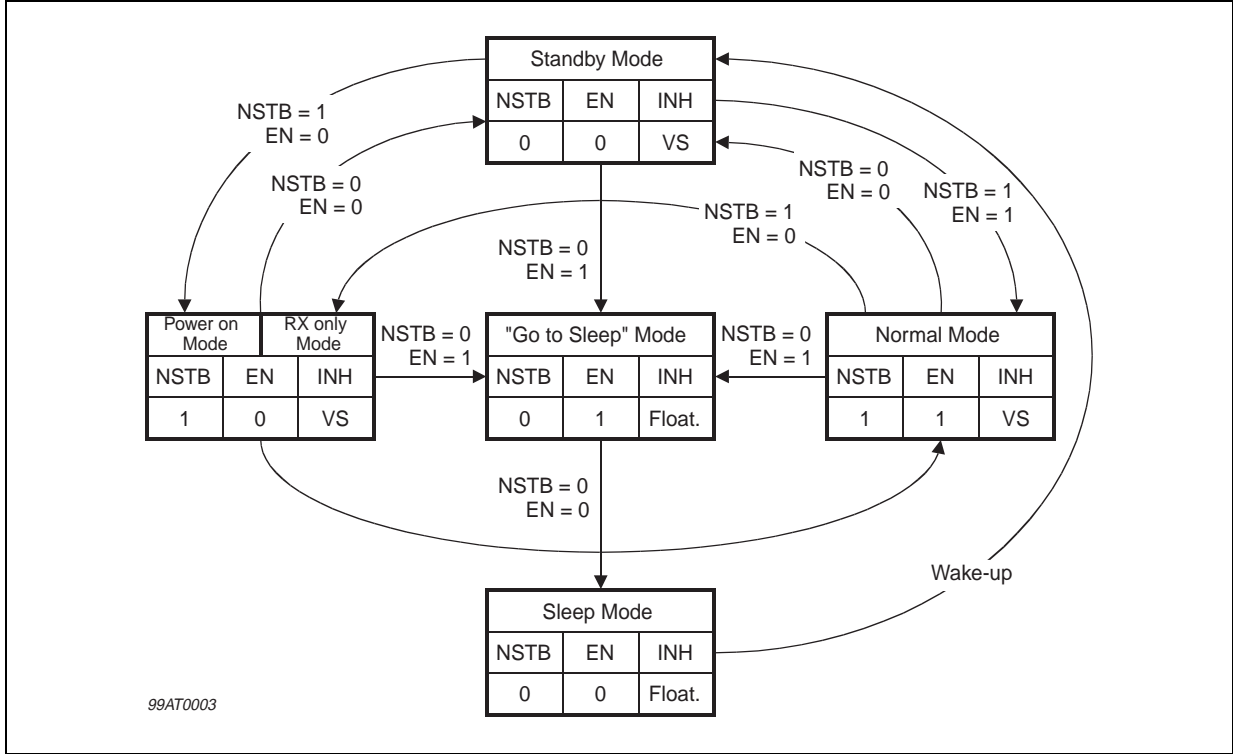 Standby Mode
NSTB EN INH
0 0 VS
NSTB = 1
EN = 0
NSTB = 0
EN = 0
NSTB = 0
EN = 0
NSTB = 1
EN = 1
NSTB = 1
EN = 0
NSTB = 0
EN = 1
Power on
Mode
RX only
Mode
NSTB EN INH
1 0 VS
NSTB = 0
EN = 1
"Go to Sleep" Mode
NSTB EN INH
0 1 Float.
NSTB = 0
EN = 1
Normal Mode
NSTB EN INH
1 1 VS
NSTB = 0
EN = 0
Wake-up
Sleep Mode
NSTB EN INH
0 0 Float.
99AT0003